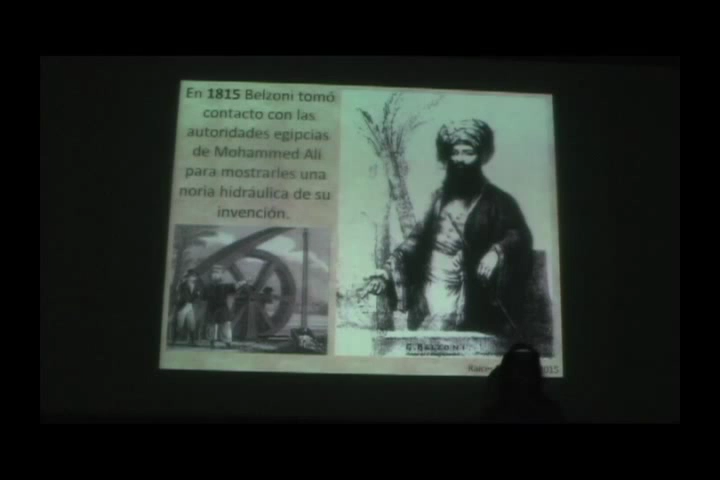 En 1815 Belzoni tomó
contacto con las
autoridades egipcias
de Mohammed Ali
para mostrarles una
noria hidráulica de su
invención.
G. BELZONI.